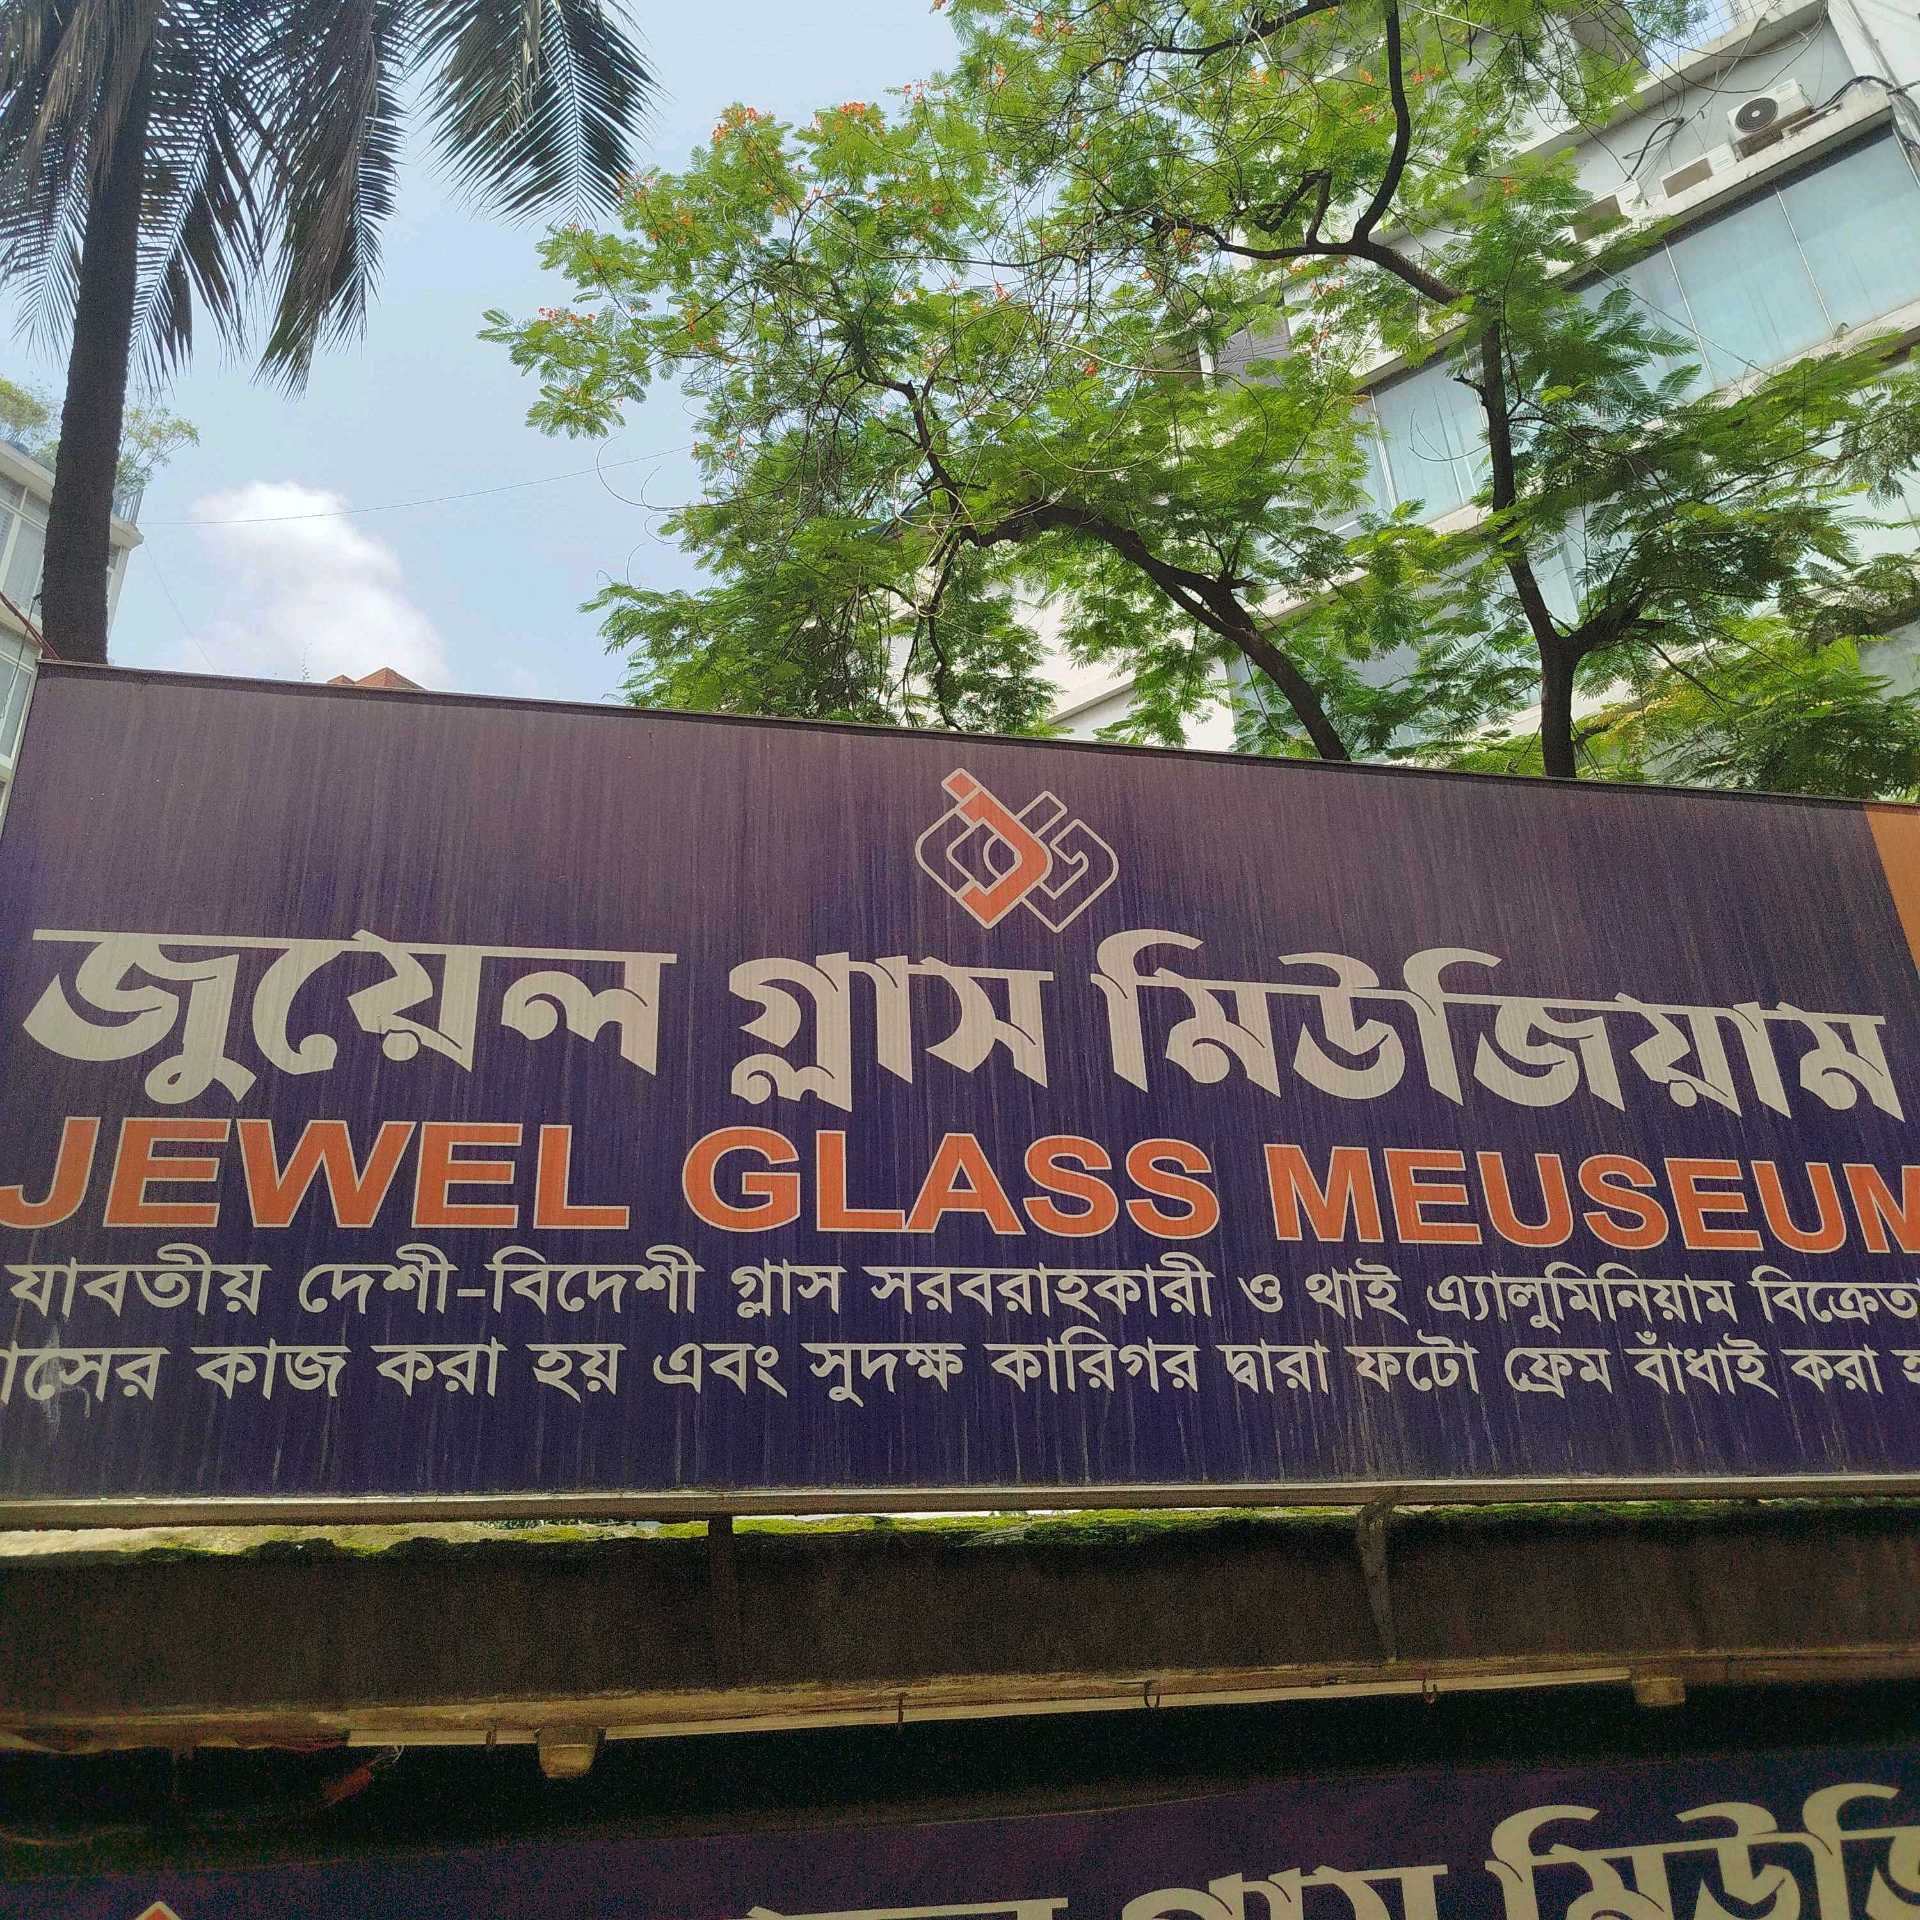 জুয়েল গ্লাস মিউজিয়াম
JEWEL GLASS MEUSEUM
যাবতীয় দেশী-বিদেশী গ্লাস সরবরাহকারী ও থাই এ্যালুমিনিয়াম বিক্রেতা
কাজ করা হয় এবং সুদক্ষ কারিগর দ্বারা ফটো ফ্রেম বাঁধাই করা
গ্লাস